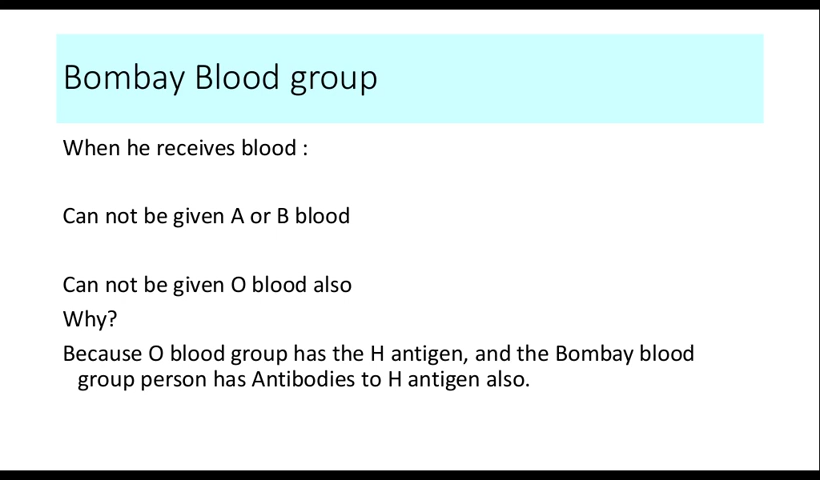 Bombay Blood group
When he receives blood :
Can not be given A or B blood
Can not be given O blood also
Why?
Because O blood group has the H antigen, and the Bombay blood
group person has Antibodies to H antigen also.